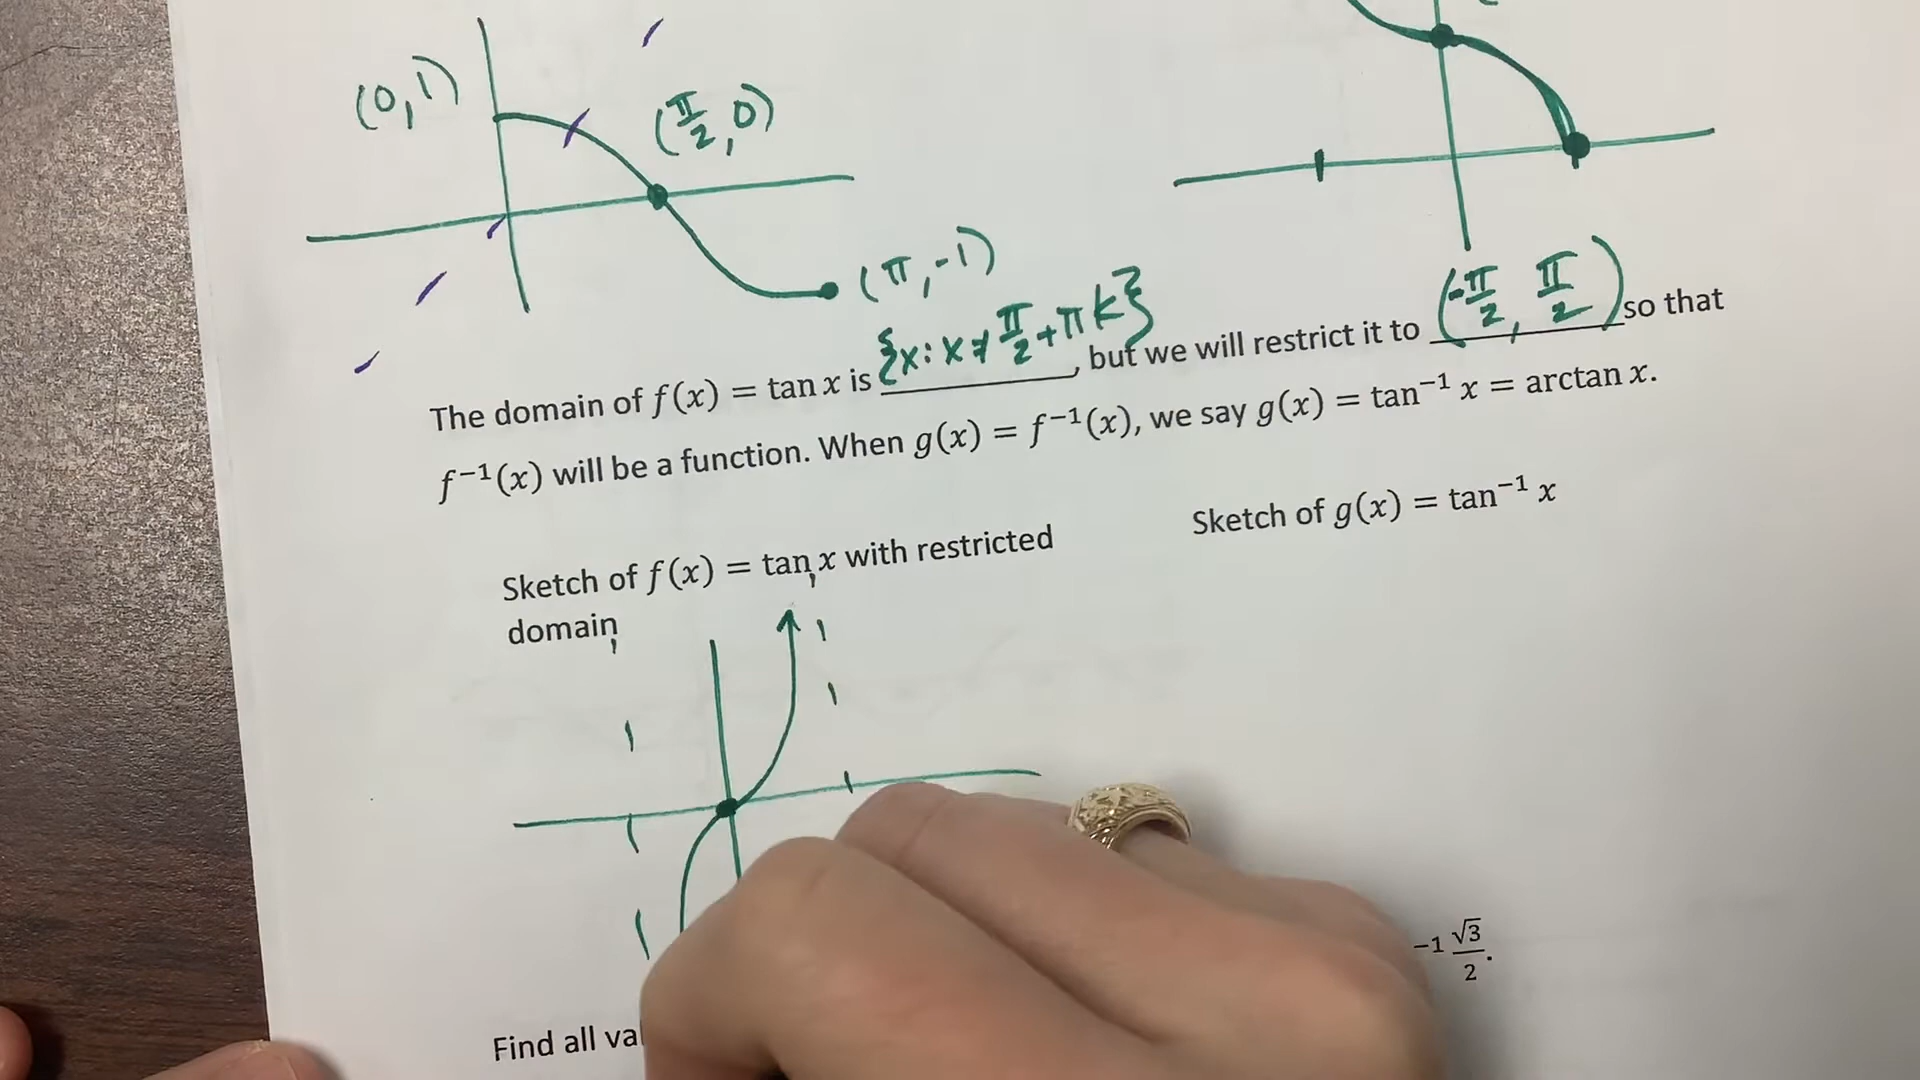 (0,1)
(π/2,0)
(π,-1)
The domain of f(x) = tan x is {x: x ≠ π/2 + πk}, but we will restrict it to (-π/2, π/2) so that
f⁻¹(x) will be a function. When g(x) = f⁻¹(x), we say g(x) = tan⁻¹ x = arctan x.
Sketch of f(x) = tan x with restricted
domain
Sketch of g(x) = tan⁻¹ x
−1 √3/2.
Find all